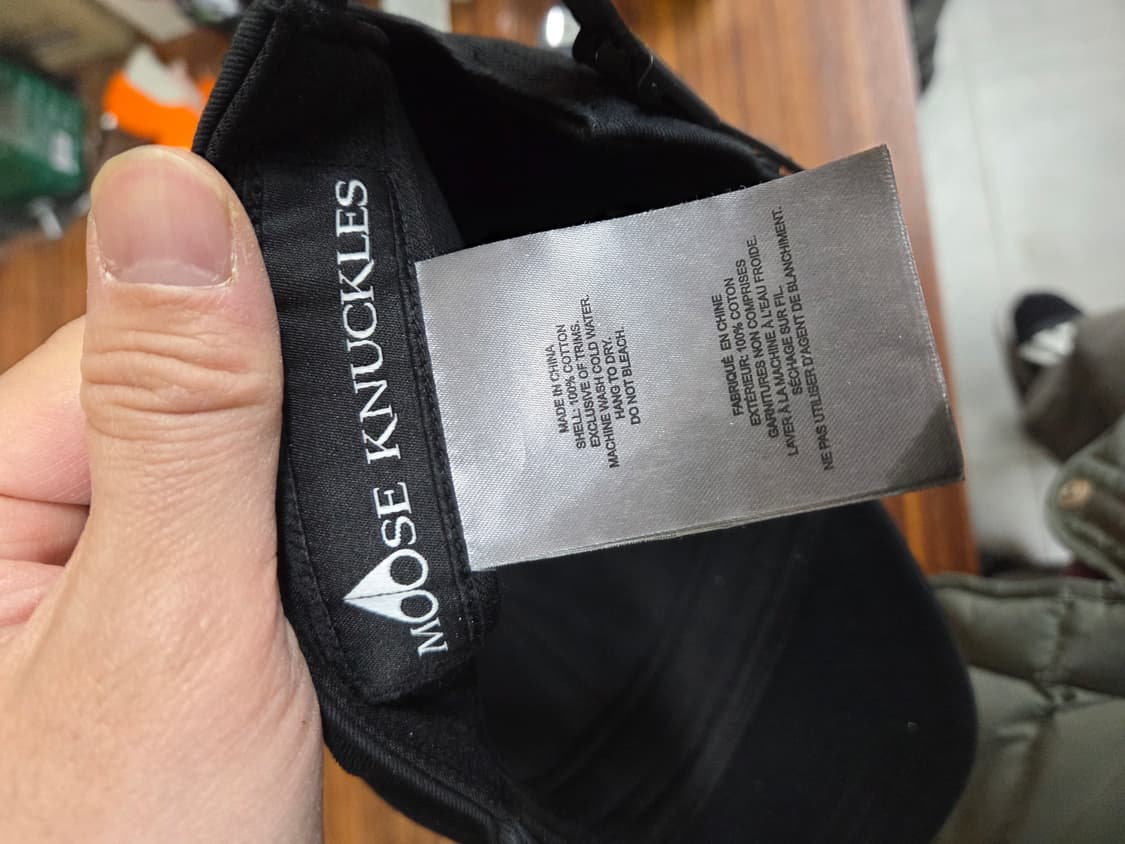 MOOSE KNUCKLES
MADE IN CHINA
SHELL: 100% COTTON
EXCLUSIVE OF TRIMS.
MACHINE WASH COLD WATER.
HANG TO DRY.
DO NOT BLEACH.
FABRIQUÉ EN CHINE
EXTÉRIEUR: 100% COTON
GARNITURES NON COMPRISES
LAVER À LA MACHINE À L'EAU FROIDE.
SÉCHAGE SUR FIL.
NE PAS UTILISER D'AGENT DE BLANCHIMENT.